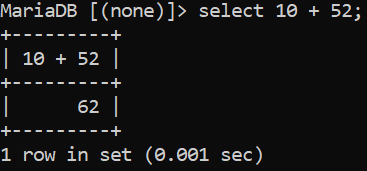 MariaDB [(none)]> select 10 + 52;
+---------+
| 10 + 52 |
+---------+
|      62 |
+---------+
1 row in set (0.001 sec)